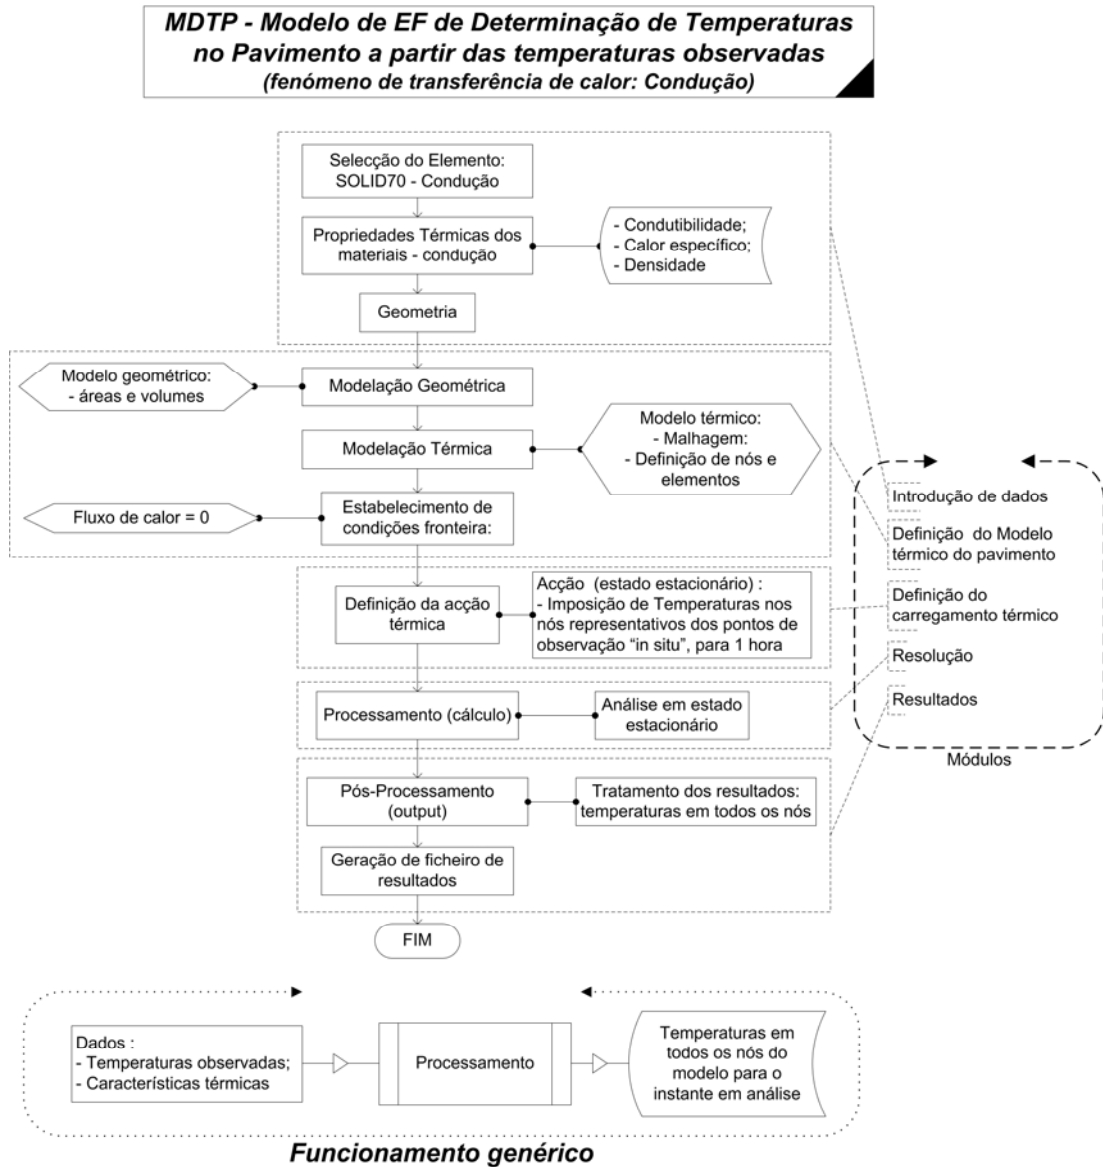 MDTP - Modelo de EF de Determinação de Temperaturas
no Pavimento a partir das temperaturas observadas
(fenómeno de transferência de calor: Condução)
Selecção do Elemento:
SOLID70 - Condução
Propriedades Térmicas dos
materiais - condução
- Condutibilidade;
- Calor específico;
- Densidade
Geometria
Modelo geométrico:
- áreas e volumes
Modelação Geométrica
Modelação Térmica
Modelo térmico:
- Malhagem:
- Definição de nós e
elementos
Fluxo de calor = 0
Estabelecimento de
condições fronteira:
Definição da acção
térmica
Acção (estado estacionário) :
- Imposição de Temperaturas nos
nós representativos dos pontos de
observação “in situ”, para 1 hora
Processamento (cálculo)
Análise em estado
estacionário
Pós-Processamento
(output)
Tratamento dos resultados:
temperaturas em todos os nós
Geração de ficheiro de
resultados
FIM
Introdução de dados
Definição do Modelo
térmico do pavimento
Definição do
carregamento térmico
Resolução
Resultados
Módulos
Dados :
- Temperaturas observadas;
- Características térmicas
Processamento
Temperaturas em
todos os nós do
modelo para o
instante em análise
Funcionamento genérico